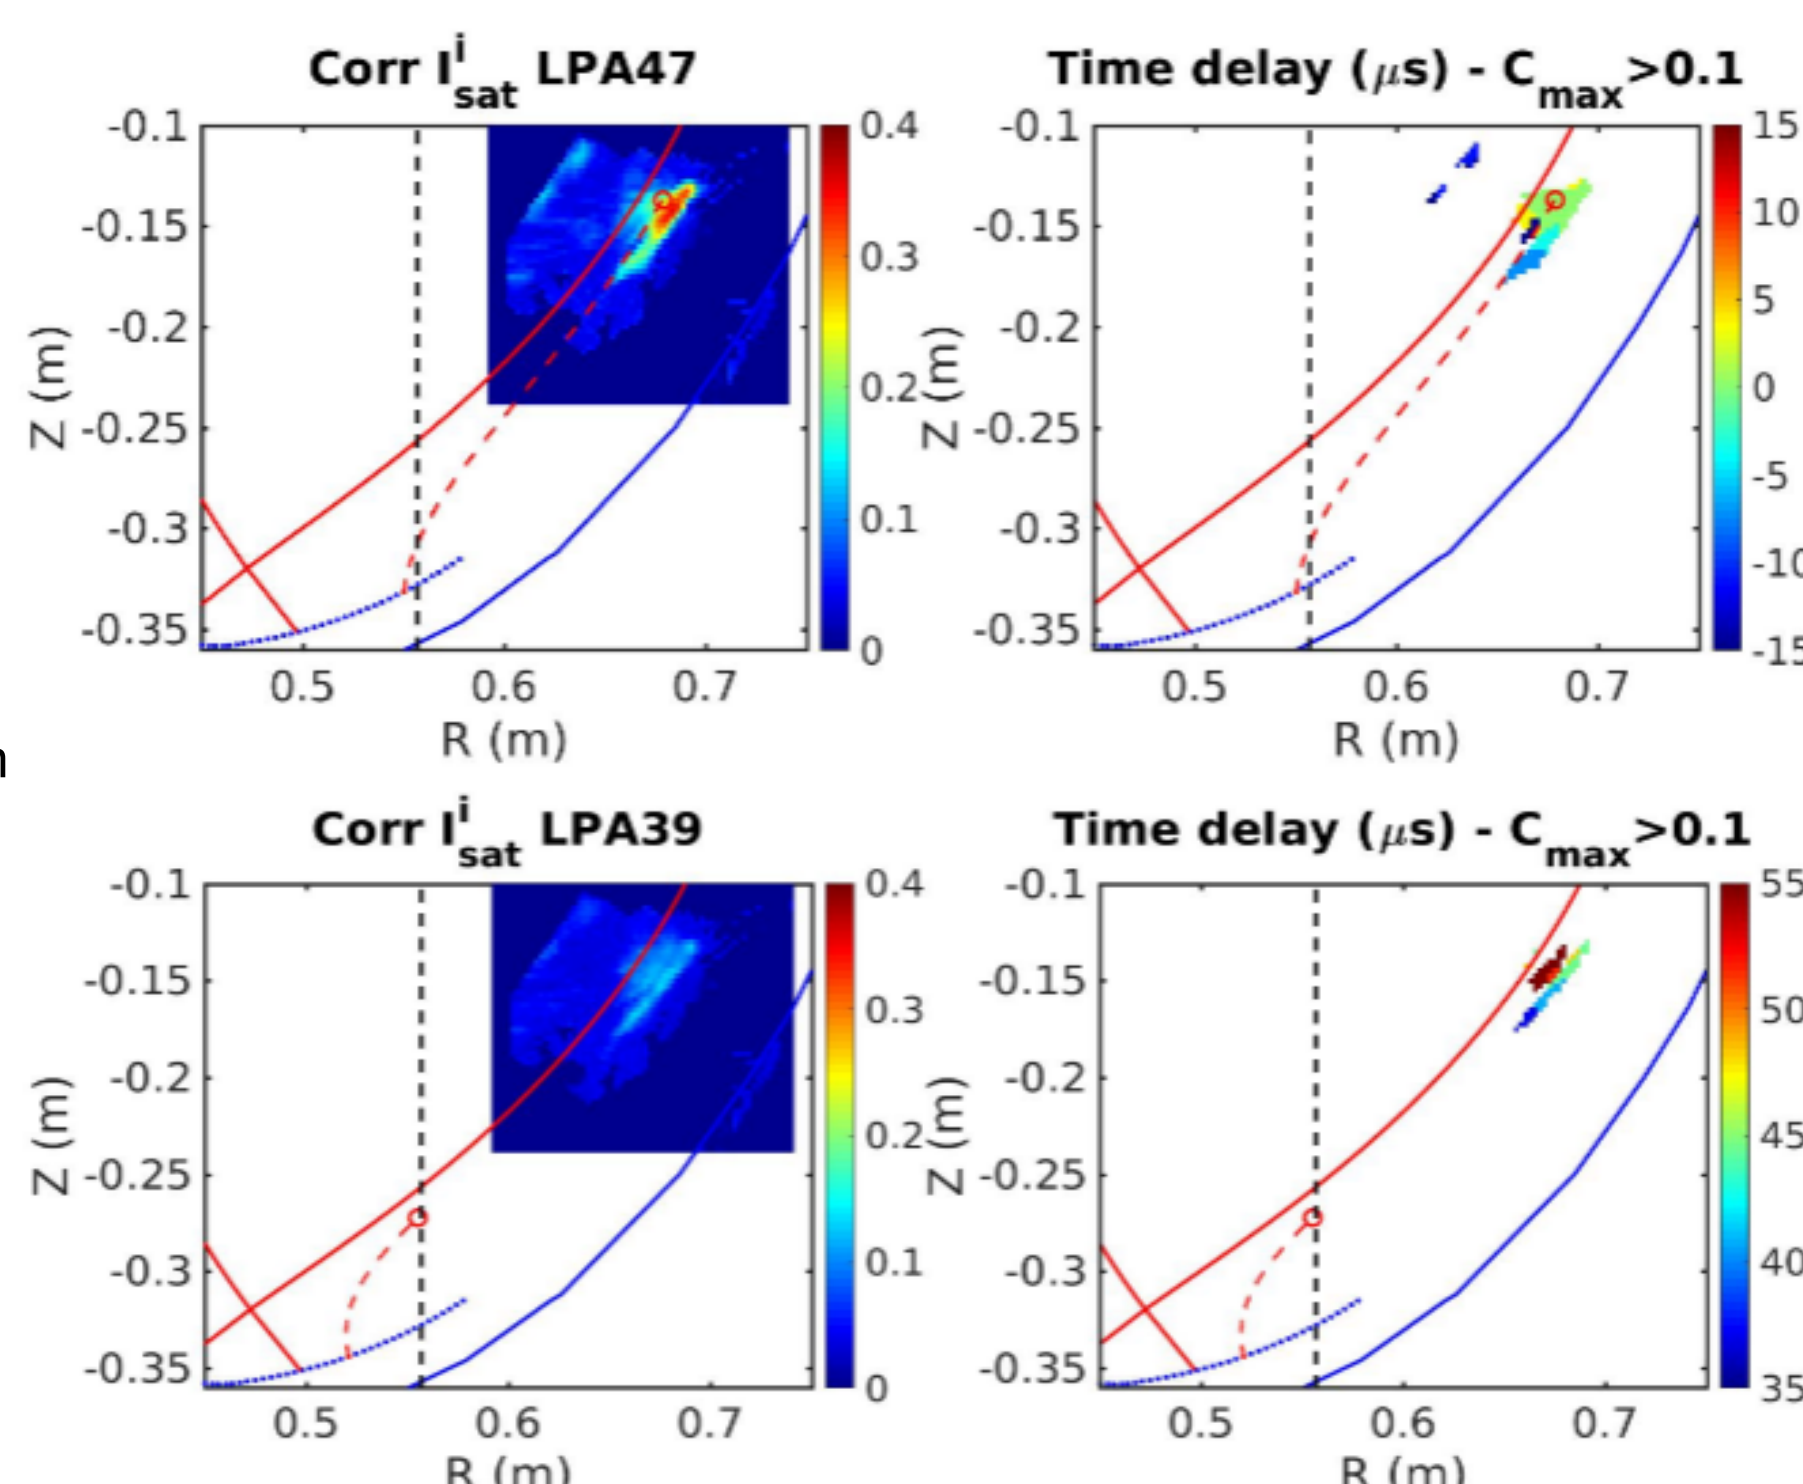 Corr I^i_sat LPA47
Time delay (μs) - C_max>0.1
-0.1
-0.15
-0.2
-0.25
-0.3
-0.35
Z (m)
0.5 0.6 0.7
R (m)
0.4
0.3
0.2
0.1
0
-0.1
-0.15
-0.2
-0.25
-0.3
-0.35
Z (m)
0.5 0.6 0.7
R (m)
15
10
5
0
-5
-10
-15
n
Corr I^i_sat LPA39
Time delay (μs) - C_max>0.1
-0.1
-0.15
-0.2
-0.25
-0.3
-0.35
Z (m)
0.5 0.6 0.7
R (m)
0.4
0.3
0.2
0.1
0
-0.1
-0.15
-0.2
-0.25
-0.3
-0.35
Z (m)
0.5 0.6 0.7
R (m)
55
50
45
40
35